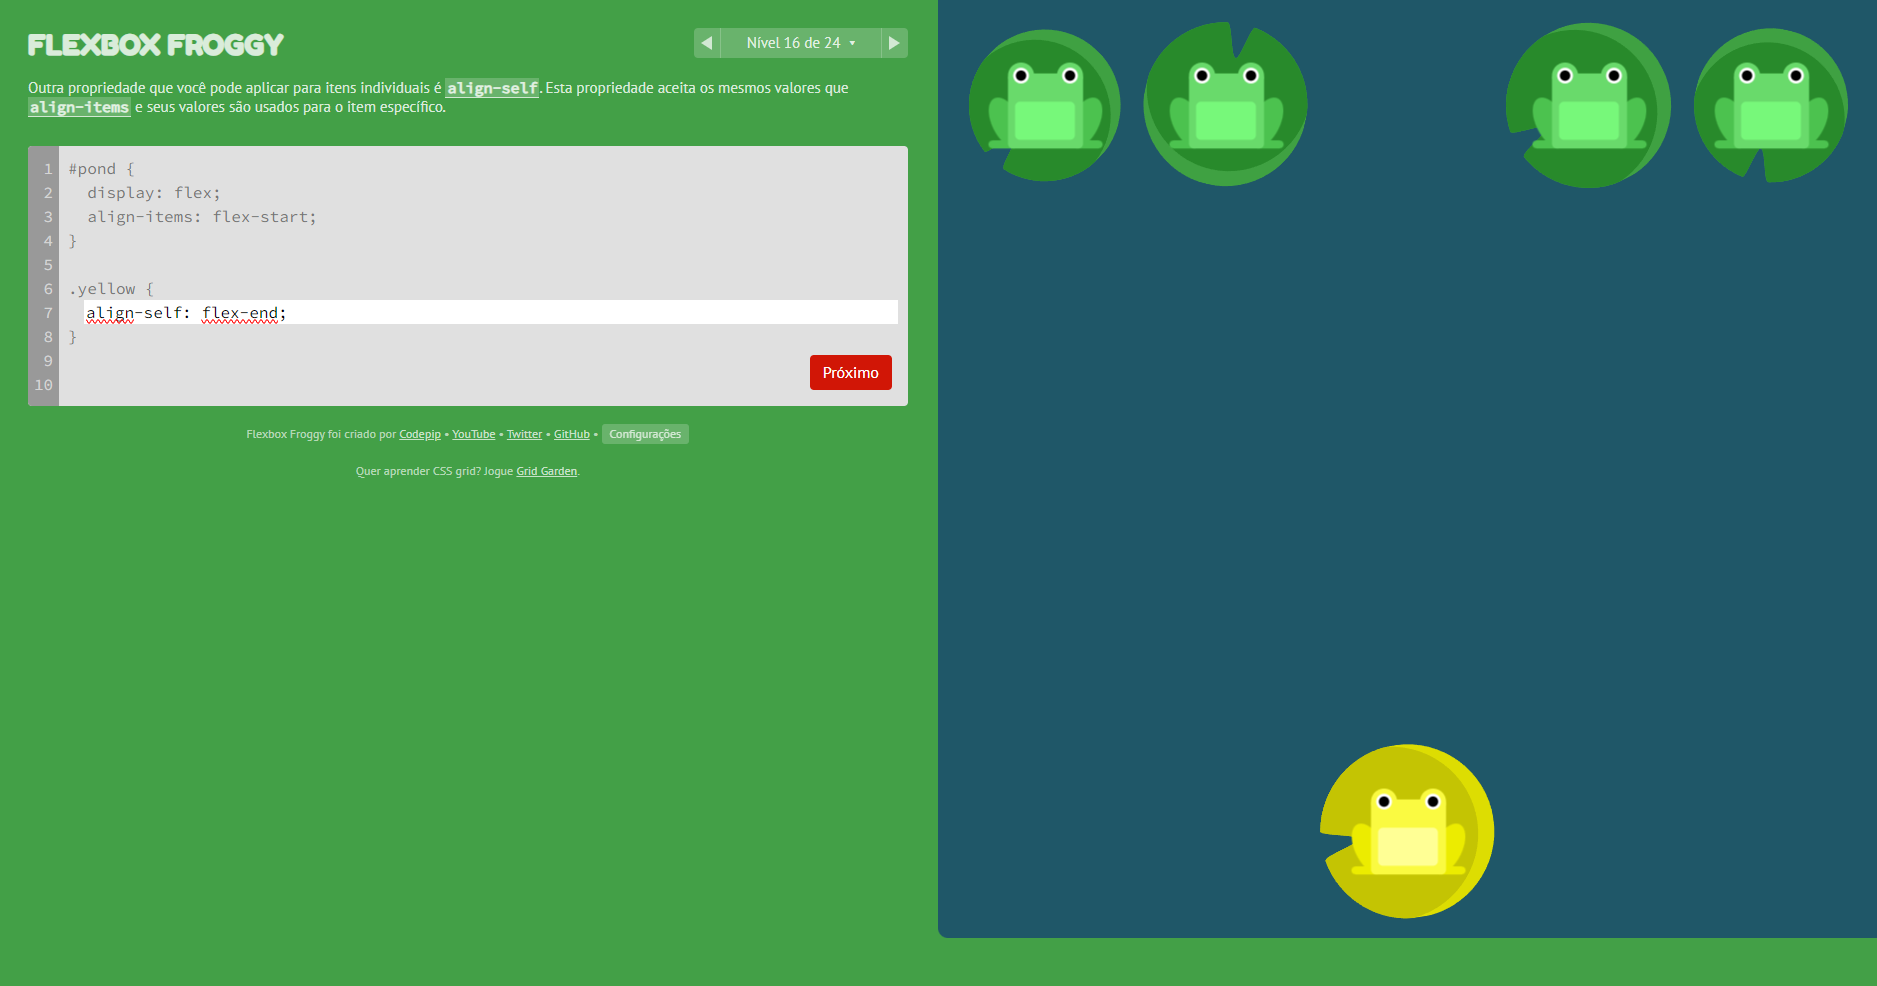 FLEXBOX FROGGY
Nível 16 de 24
Outra propriedade que você pode aplicar para itens individuais é align-self. Esta propriedade aceita os mesmos valores que
align-items e seus valores são usados para o item específico.
1 #pond {
2 display: flex;
3 align-items: flex-start;
4 }
5
6 .yellow {
7 align-self: flex-end;
8 }
9
10
Próximo
Flexbox Froggy foi criado por Codepip • YouTube • Twitter • GitHub • Configurações
Quer aprender CSS grid? Jogue Grid Garden.